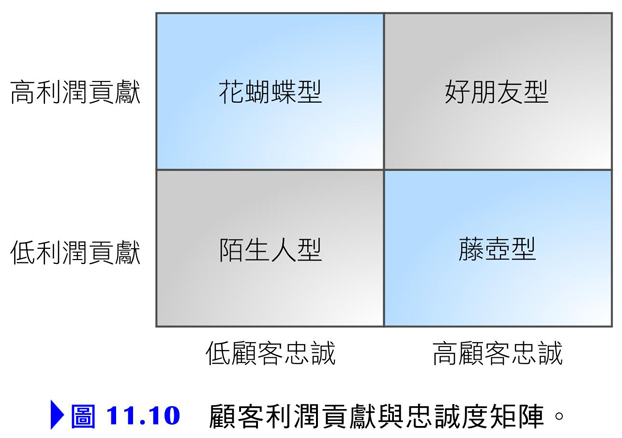 高利潤貢獻
花蝴蝶型
好朋友型
低利潤貢獻
陌生人型
藤壺型
低顧客忠誠
高顧客忠誠
圖 11.10 顧客利潤貢獻與忠誠度矩陣。